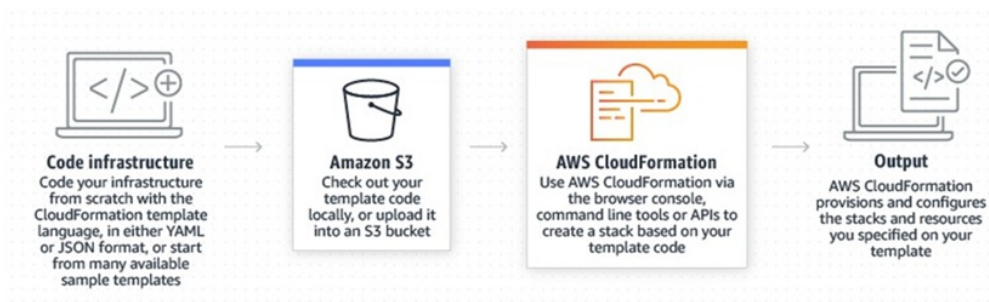 Code infrastructure
Code your infrastructure
from scratch with the
CloudFormation template
language, in either YAML
or JSON format, or start
from many available
sample templates
Amazon S3
Check out your
template code
locally, or upload it
into an S3 bucket
AWS CloudFormation
Use AWS CloudFormation via
the browser console,
command line tools or APIs to
create a stack based on your
template code
Output
AWS CloudFormation
provisions and configures
the stacks and resources
you specified on your
template